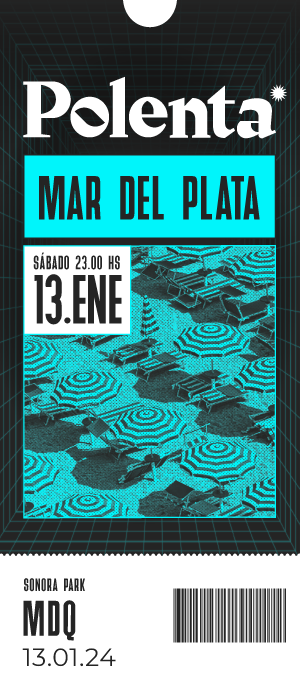 Polenta*
MAR DEL PLATA
SÁBADO 23.00 HS
13.ENE
SONORA PARK
MDQ
13.01.24